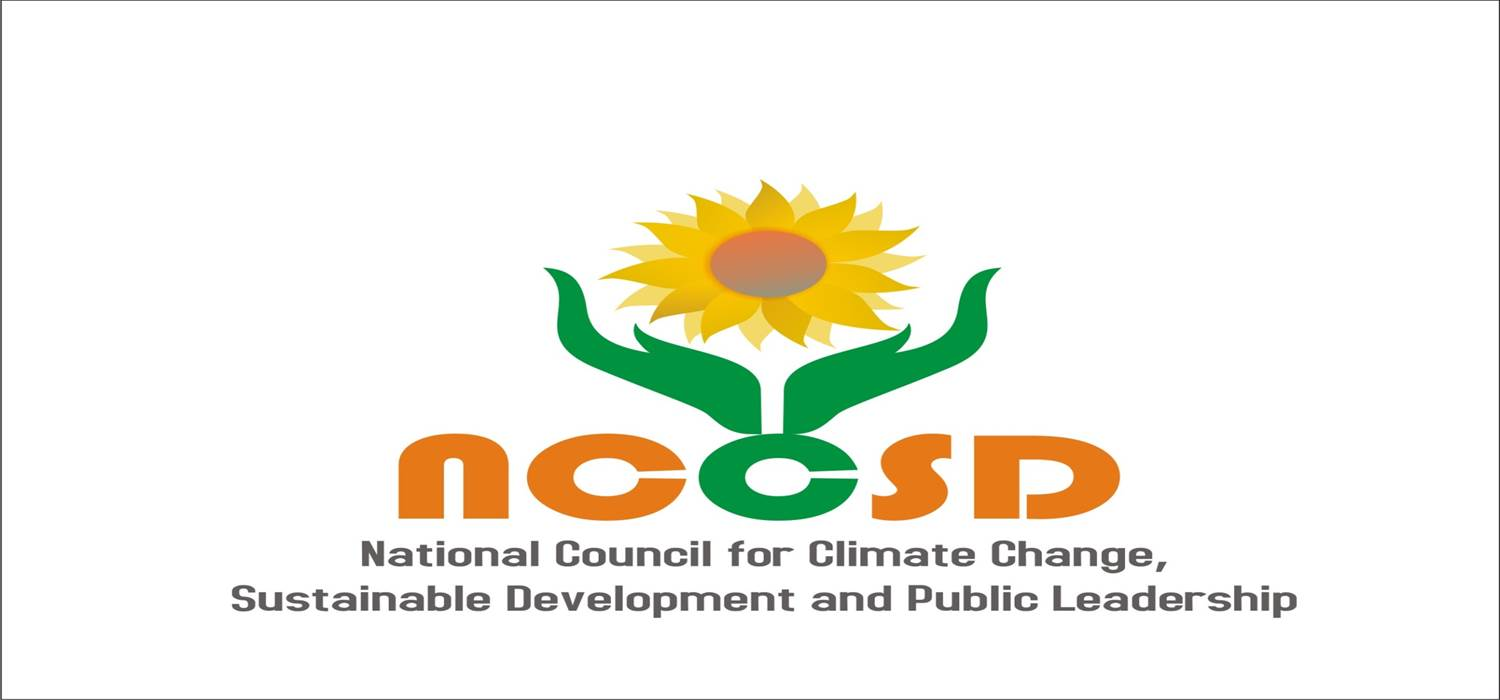 NCCSD
National Council for Climate Change,
Sustainable Development and Public Leadership